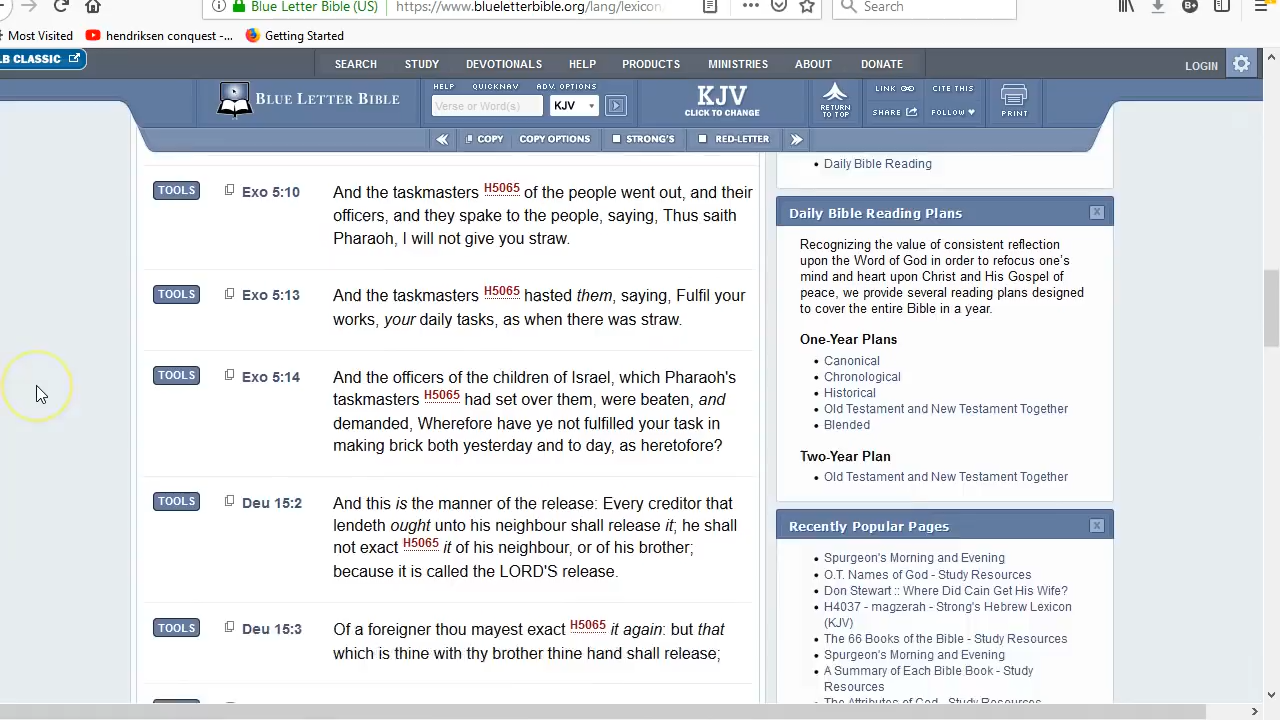 Blue Letter Bible (US)
https://www.blueletterbible.org/lang/lexicon
Search
Most Visited
hendriksen conquest -...
Getting Started
LB CLASSIC
SEARCH
STUDY
DEVOTIONALS
HELP
PRODUCTS
MINISTRIES
ABOUT
DONATE
LOGIN
BLUE LETTER BIBLE
HELP
QUICKNAV
ADV. OPTIONS
Verse or Word(s)
KJV
KJV
CLICK TO CHANGE
RETURN
TO TOP
LINK
CITE THIS
SHARE
FOLLOW
PRINT
COPY
COPY OPTIONS
STRONG'S
RED-LETTER
TOOLS
Exo 5:10
And the taskmasters H5065 of the people went out, and their
officers, and they spake to the people, saying, Thus saith
Pharaoh, I will not give you straw.
TOOLS
Exo 5:13
And the taskmasters H5065 hasted them, saying, Fulfil your
works, your daily tasks, as when there was straw.
TOOLS
Exo 5:14
And the officers of the children of Israel, which Pharaoh's
taskmasters H5065 had set over them, were beaten, and
demanded, Wherefore have ye not fulfilled your task in
making brick both yesterday and to day, as heretofore?
TOOLS
Deu 15:2
And this is the manner of the release: Every creditor that
lendeth ought unto his neighbour shall release it; he shall
not exact H5065 it of his neighbour, or of his brother;
because it is called the LORD'S release.
TOOLS
Deu 15:3
Of a foreigner thou mayest exact H5065 it again: but that
which is thine with thy brother thine hand shall release;
Daily Bible Reading
Daily Bible Reading Plans
Recognizing the value of consistent reflection
upon the Word of God in order to refocus one's
mind and heart upon Christ and His Gospel of
peace, we provide several reading plans designed
to cover the entire Bible in a year.
One-Year Plans
Canonical
Chronological
Historical
Old Testament and New Testament Together
Blended
Two-Year Plan
Old Testament and New Testament Together
Recently Popular Pages
Spurgeon's Morning and Evening
O.T. Names of God - Study Resources
Don Stewart :: Where Did Cain Get His Wife?
H4037 - magzerah - Strong's Hebrew Lexicon
(KJV)
The 66 Books of the Bible - Study Resources
Spurgeon's Morning and Evening
A Summary of Each Bible Book - Study
Resources
The Attributes of God - Study Resources